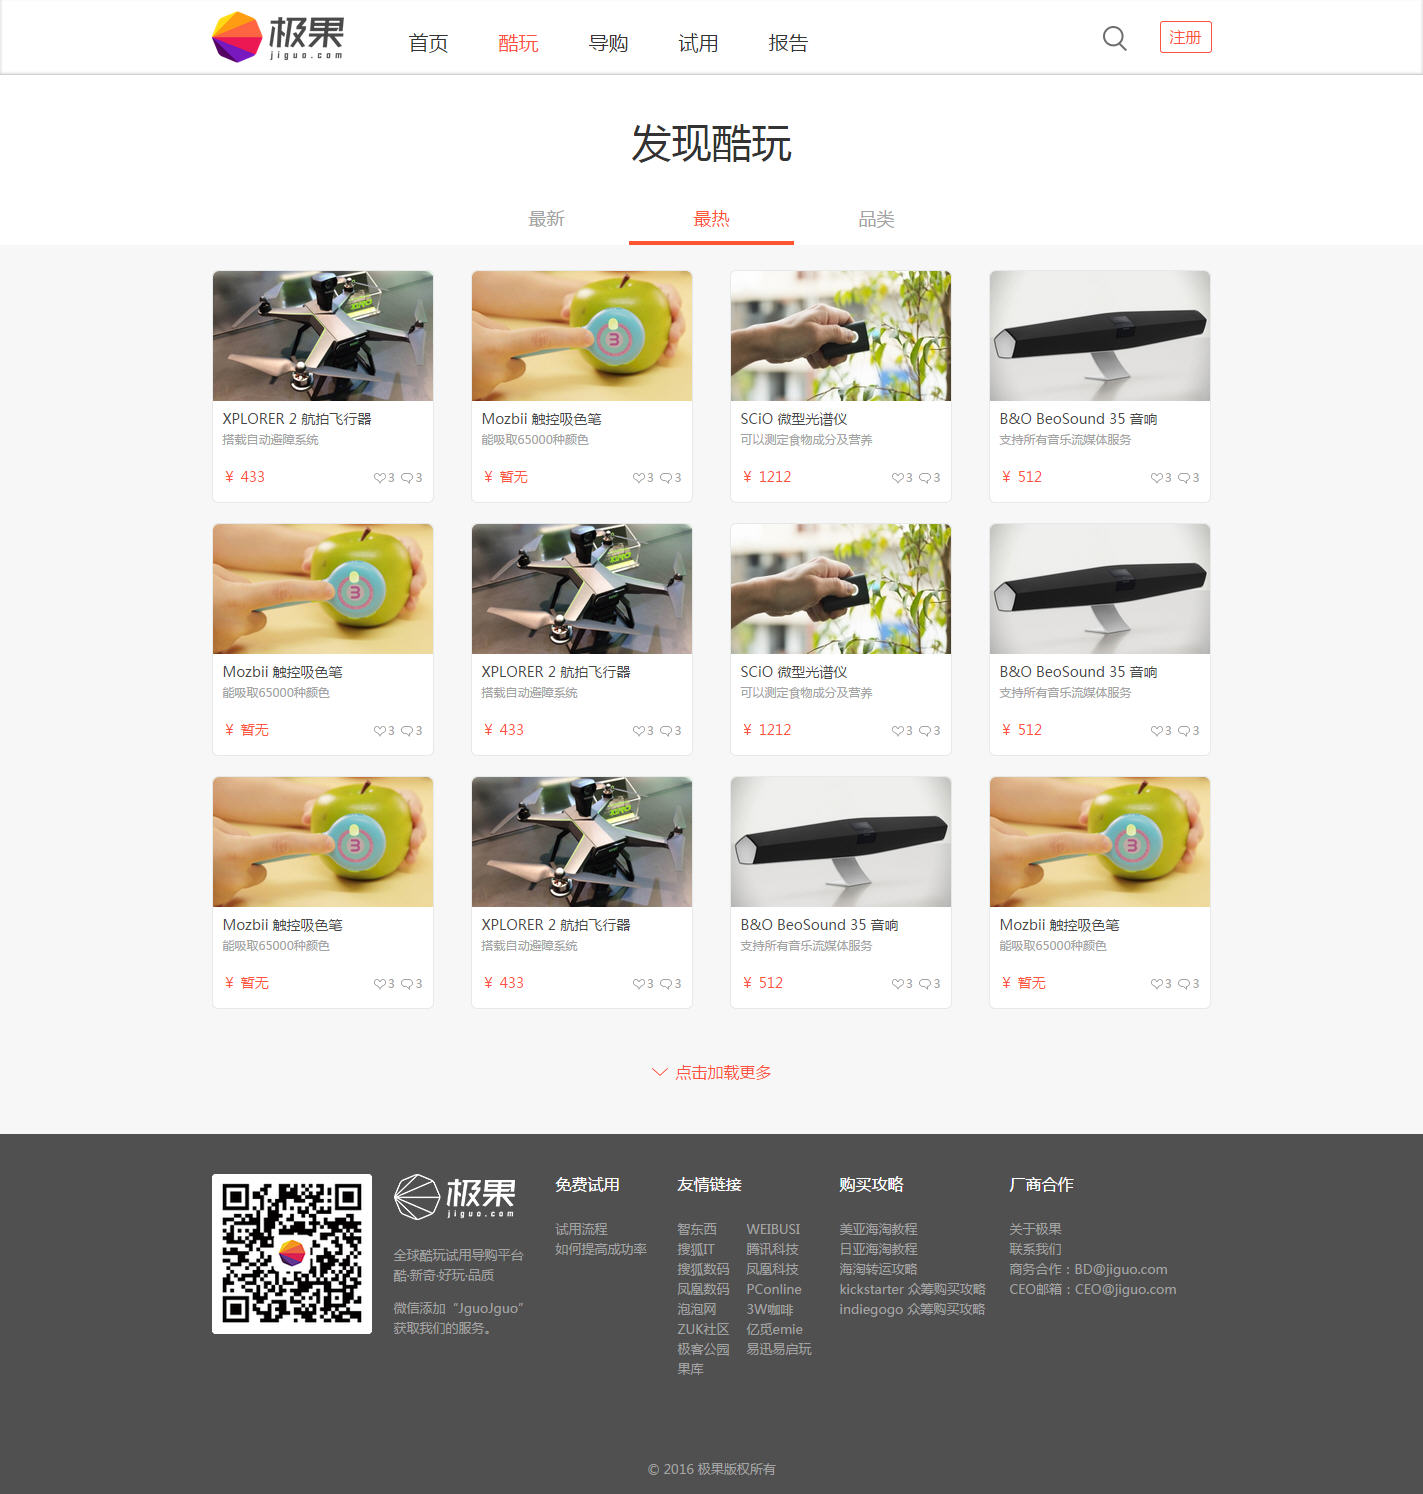 极果
jiguo.com
首页 酷玩 导购 试用 报告
注册
发现酷玩
最新 最热 品类
XPLORER 2 航拍飞行器
搭载自动避障系统
¥ 433 3 3
Mozbii 触控吸色笔
能吸取65000种颜色
¥ 暂无 3 3
SCiO 微型光谱仪
可以测定食物成分及营养
¥ 1212 3 3
B&O BeoSound 35 音响
支持所有音乐流媒体服务
¥ 512 3 3
Mozbii 触控吸色笔
能吸取65000种颜色
¥ 暂无 3 3
XPLORER 2 航拍飞行器
搭载自动避障系统
¥ 433 3 3
SCiO 微型光谱仪
可以测定食物成分及营养
¥ 1212 3 3
B&O BeoSound 35 音响
支持所有音乐流媒体服务
¥ 512 3 3
Mozbii 触控吸色笔
能吸取65000种颜色
¥ 暂无 3 3
XPLORER 2 航拍飞行器
搭载自动避障系统
¥ 433 3 3
B&O BeoSound 35 音响
支持所有音乐流媒体服务
¥ 512 3 3
Mozbii 触控吸色笔
能吸取65000种颜色
¥ 暂无 3 3
点击加载更多
极果
jiguo.com
全球酷玩试用导购平台
酷·新奇·好玩·品质
微信添加“JguoJguo”
获取我们的服务。
免费试用
试用流程
如何提高成功率
友情链接
智东西 WEIBUSI
搜狐IT 腾讯科技
搜狐数码 凤凰科技
凤凰数码 PConline
泡泡网 3W咖啡
ZUK社区 亿觅emie
极客公园 易迅易启玩
果库
购买攻略
美亚海淘教程
日亚海淘教程
海淘转运攻略
kickstarter 众筹购买攻略
indiegogo 众筹购买攻略
厂商合作
关于极果
联系我们
商务合作：BD@jiguo.com
CEO邮箱：CEO@jiguo.com
© 2016 极果版权所有